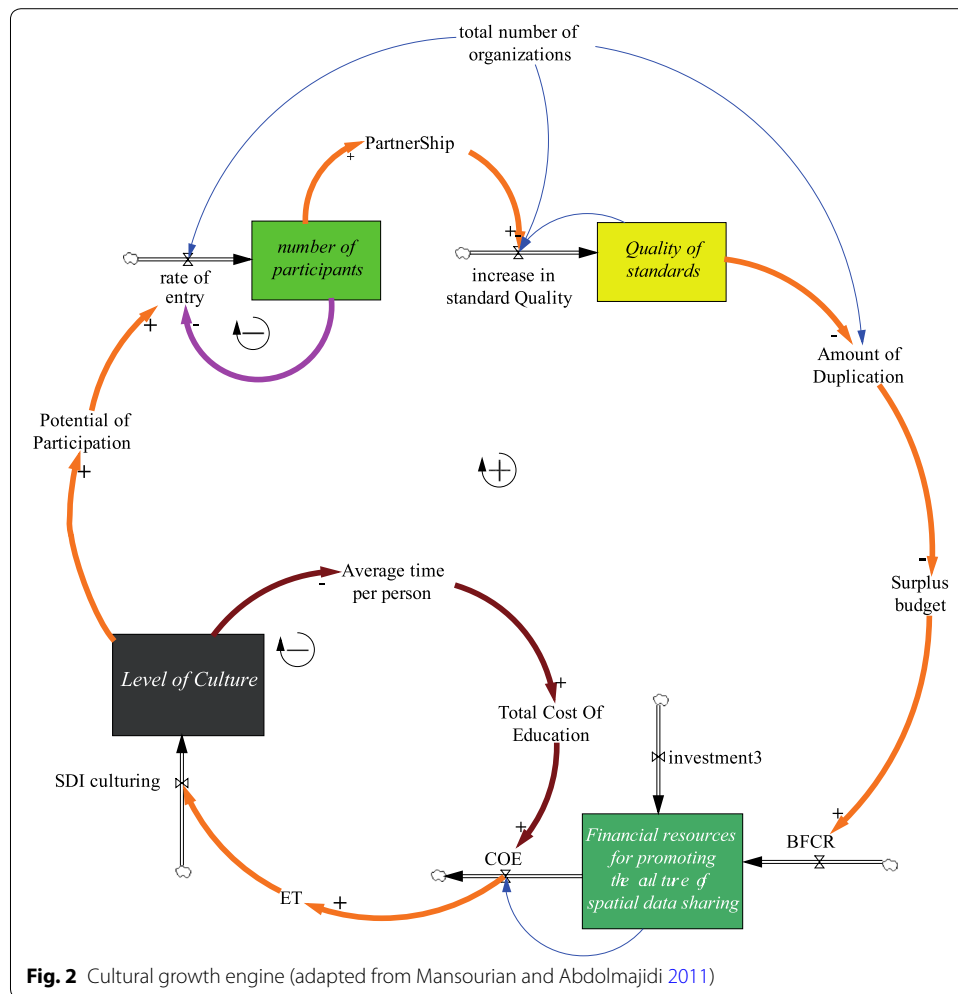 total number of
organizations
PartnerShip
+
number of
participants
rate of
entry
-
+
-
Quality of
standards
increase in
standard Quality
-
Amount of
Duplication
+
Potential of
Participation
+
+
-
Surplus
budget
Average time
per person
-
-
Level of Culture
+
Total Cost Of
Education
investment3
SDI culturing
+
+
COE
Financial resources
for promoting
the culture of
spatial data sharing
BFCR
ET
+
Fig. 2 Cultural growth engine (adapted from Mansourian and Abdolmajidi 2011)